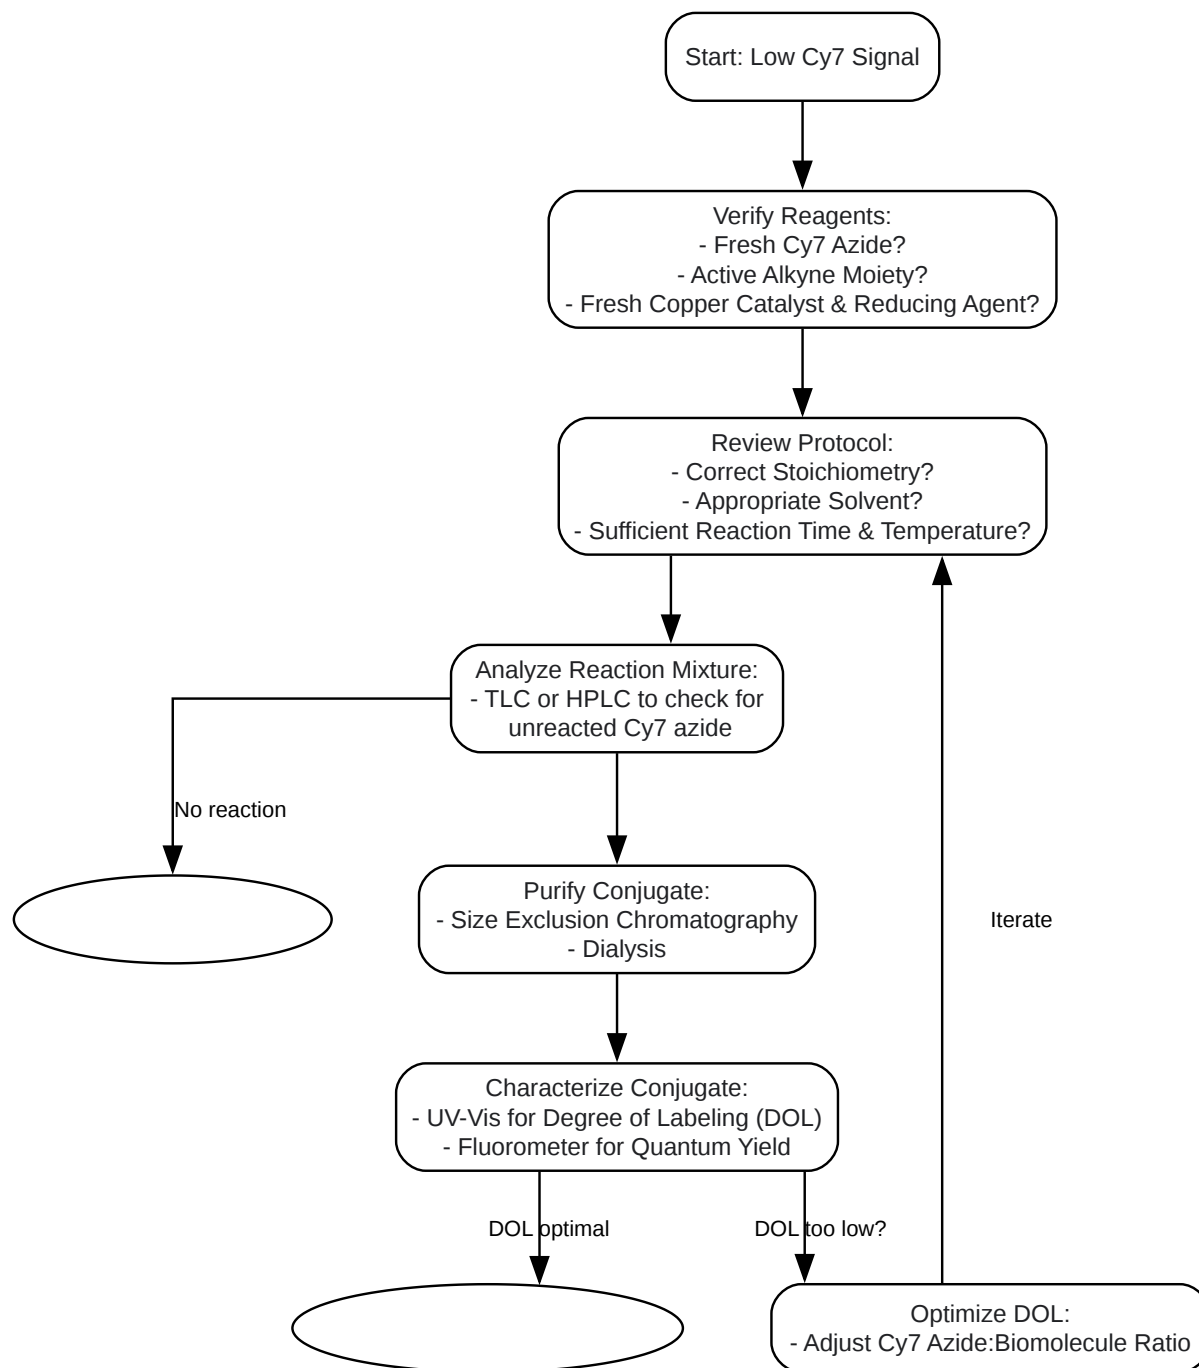 Start: Low Cy7 Signal
Verify Reagents:
- Fresh Cy7 Azide?
- Active Alkyne Moiety?
- Fresh Copper Catalyst & Reducing Agent?
Review Protocol:
- Correct Stoichiometry?
- Appropriate Solvent?
- Sufficient Reaction Time & Temperature?
Analyze Reaction Mixture:
- TLC or HPLC to check for
unreacted Cy7 azide
No reaction
Purify Conjugate:
- Size Exclusion Chromatography
- Dialysis
Iterate
Characterize Conjugate:
- UV-Vis for Degree of Labeling (DOL)
- Fluorometer for Quantum Yield
DOL optimal
DOL too low?
Optimize DOL:
- Adjust Cy7 Azide:Biomolecule Ratio